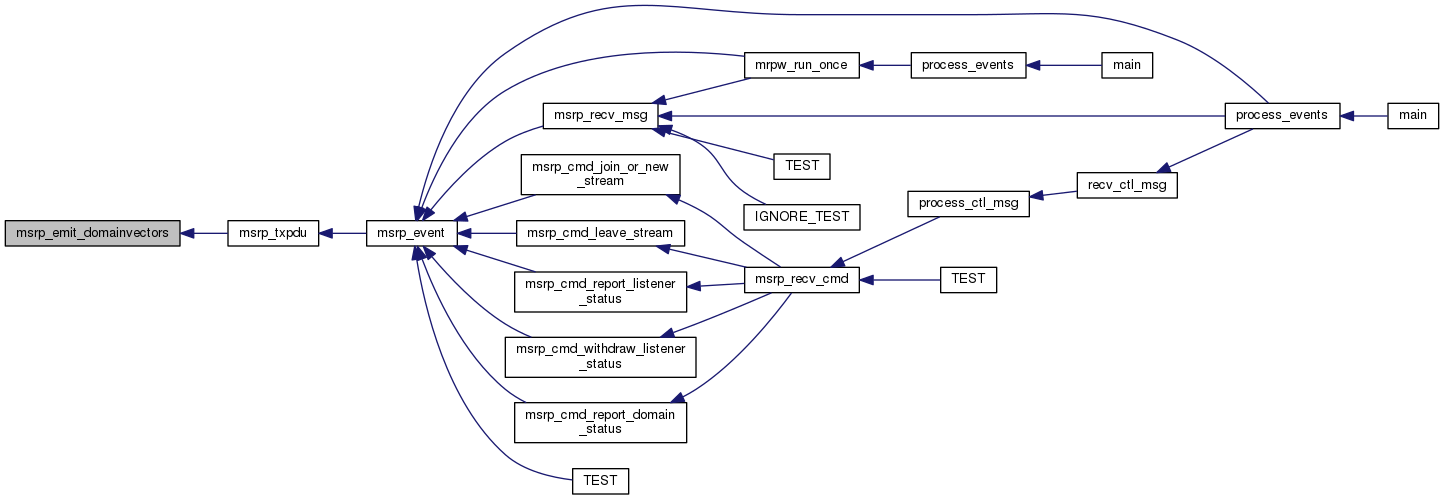 msrp_emit_domainvectors
msrp_txpdu
msrp_event
mrpw_run_once
process_events
main
msrp_recv_msg
process_events
main
TEST
msrp_cmd_join_or_new
_stream
recv_ctl_msg
process_ctl_msg
IGNORE_TEST
msrp_cmd_leave_stream
msrp_cmd_report_listener
_status
msrp_recv_cmd
TEST
msrp_cmd_withdraw_listener
_status
msrp_cmd_report_domain
_status
TEST